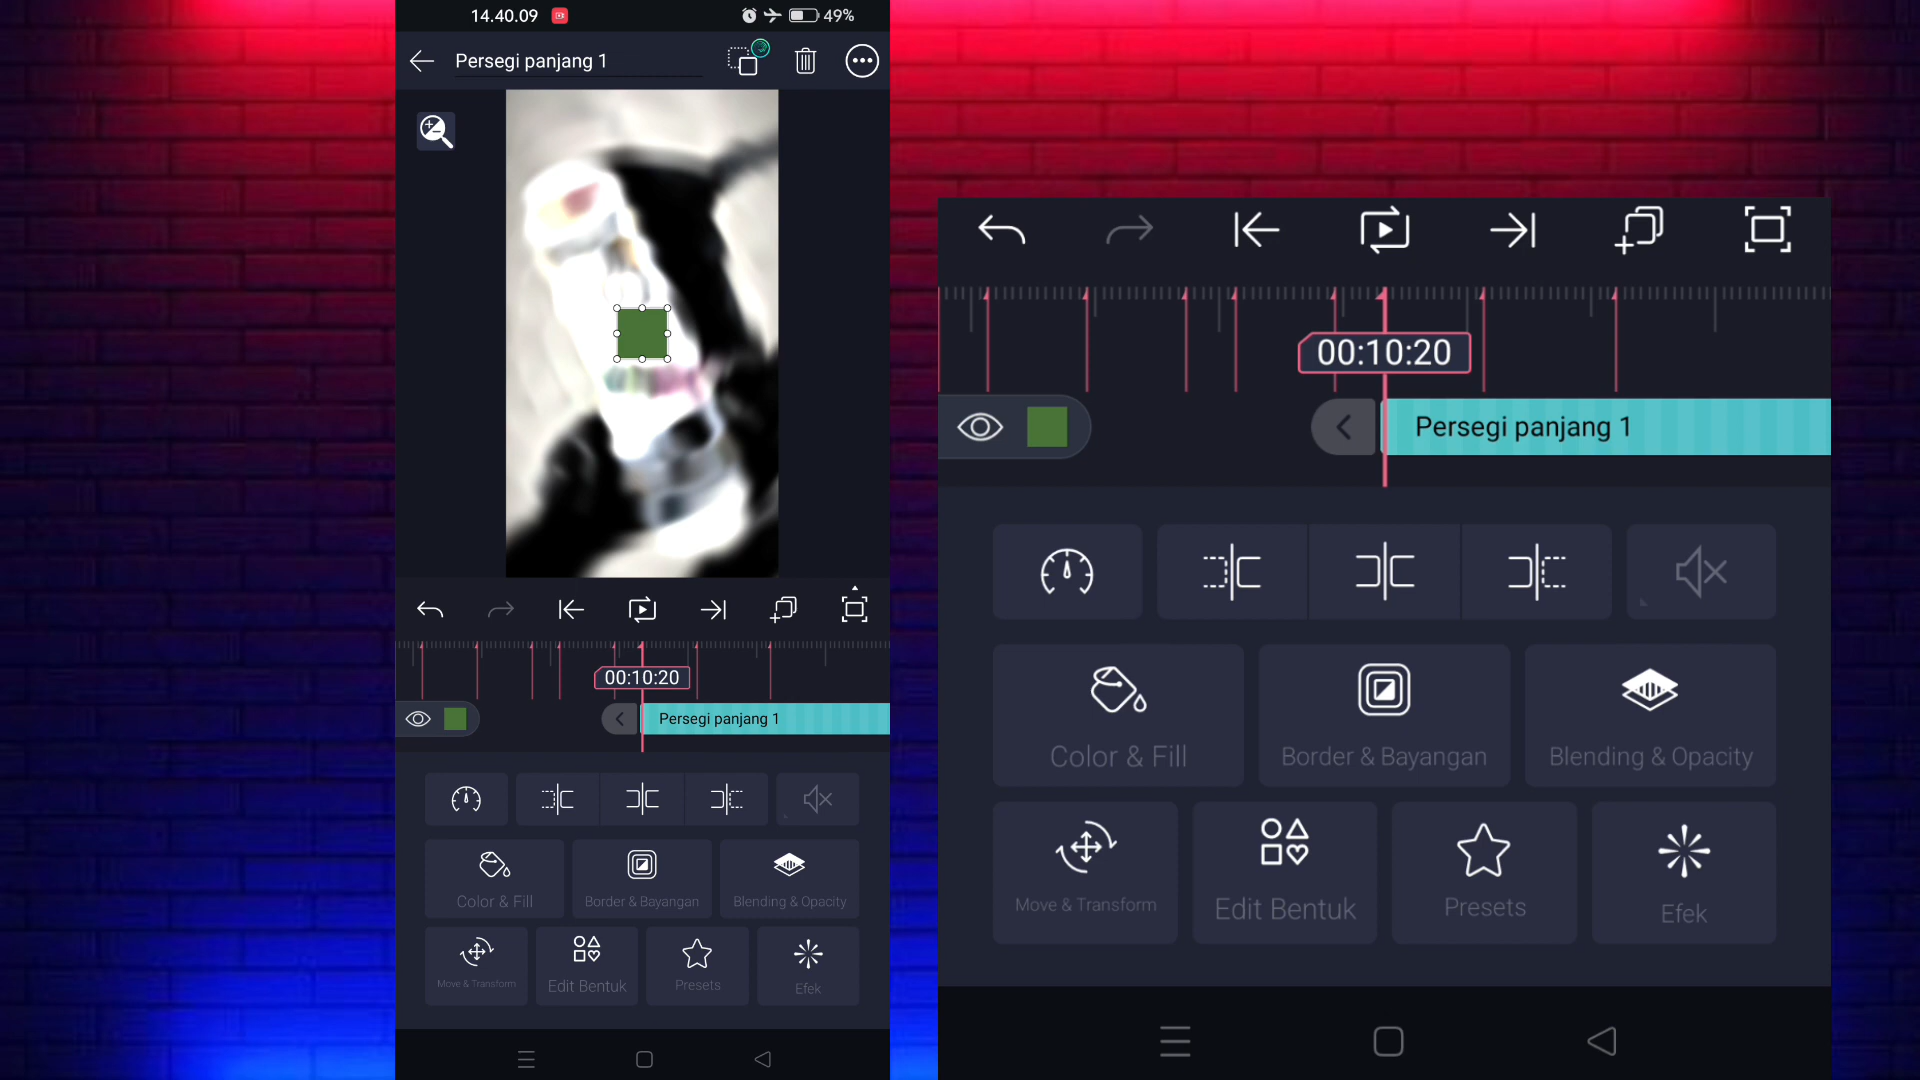 14.40.09
49%
Persegi panjang 1
00:10:20
Persegi panjang 1
Color & Fill
Border & Bayangan
Blending & Opacity
Move & Transform
Edit Bentuk
Presets
Efek
00:10:20
Persegi panjang 1
Color & Fill
Border & Bayangan
Blending & Opacity
Move & Transform
Edit Bentuk
Presets
Efek